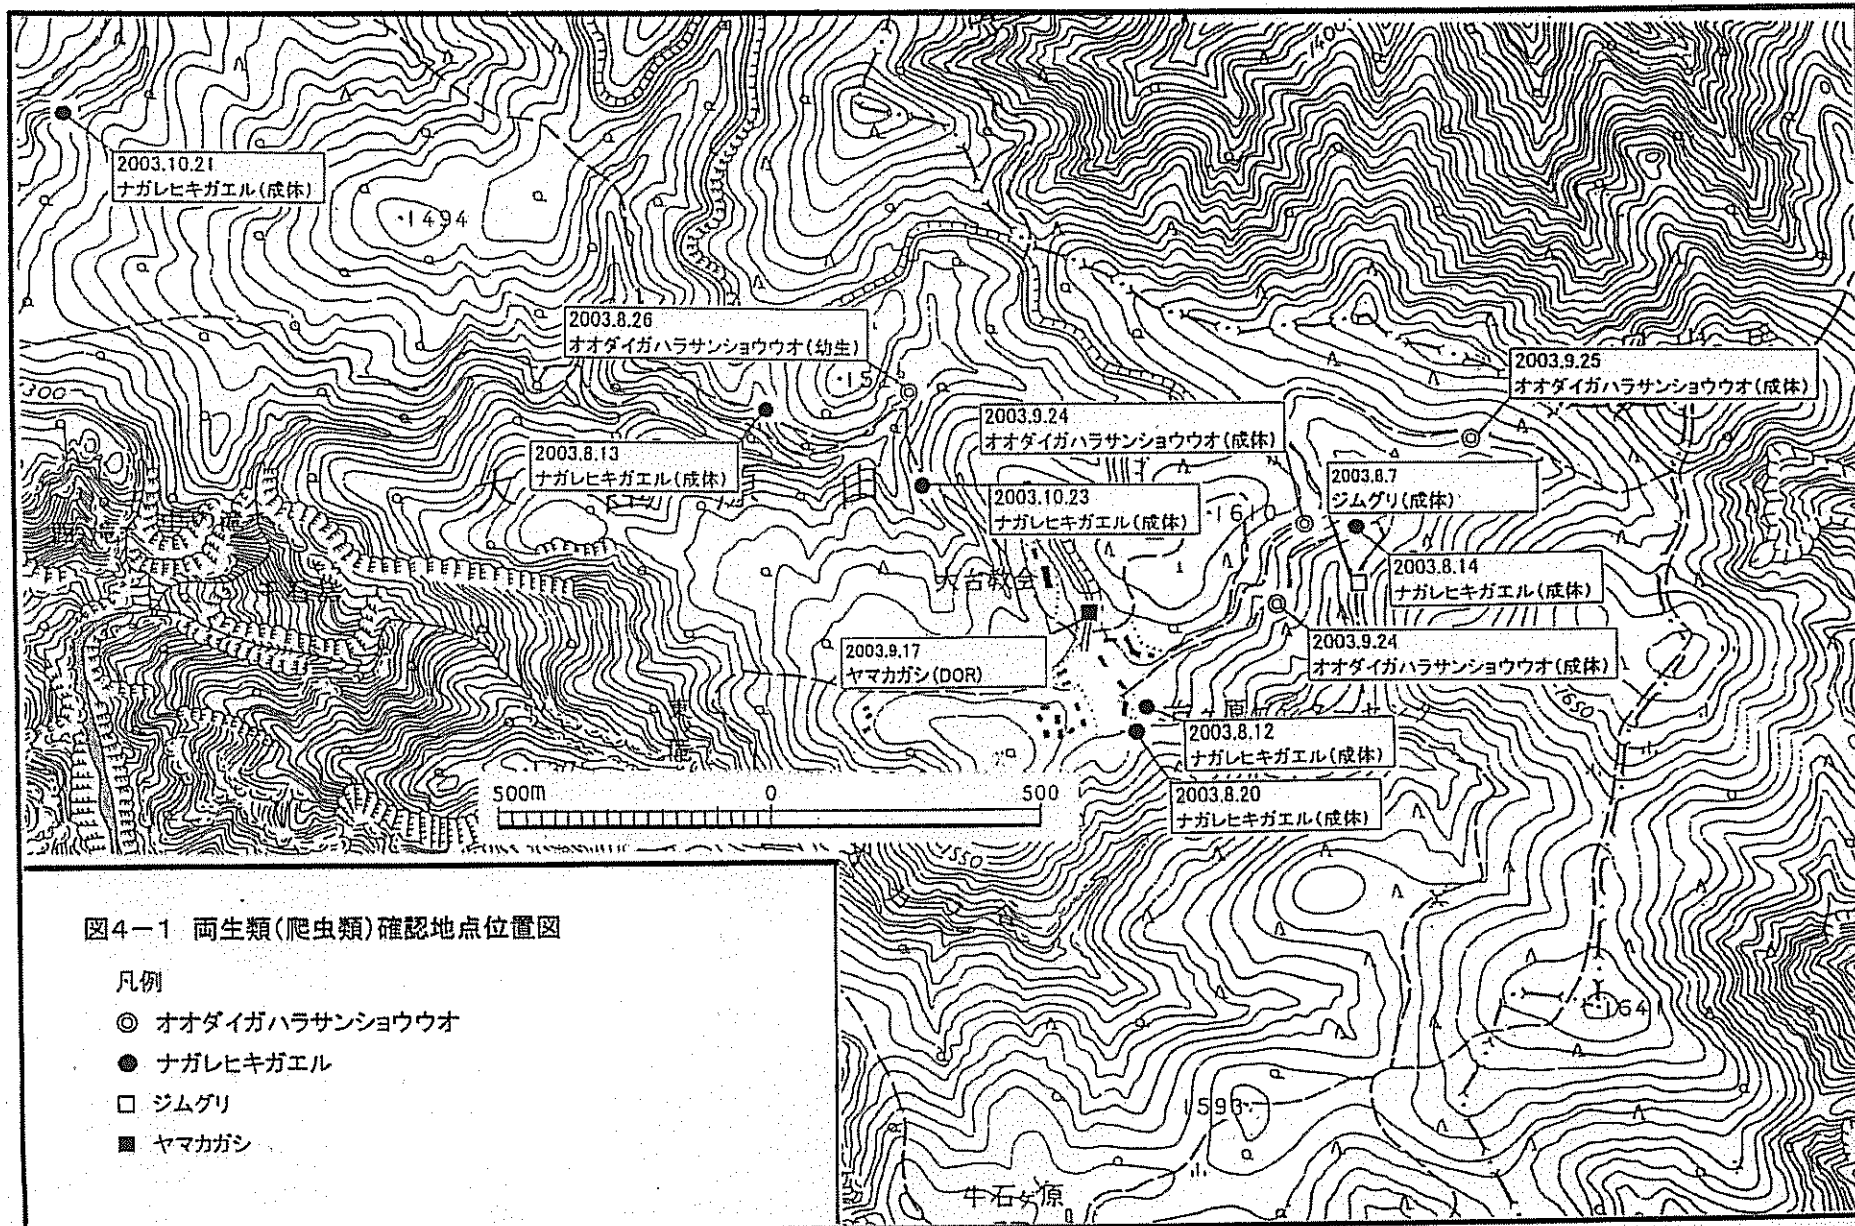 1400
2003.10.21
ナガレヒキガエル(成体)
・1494
2003.8.26
オオダイガハラサンショウウオ(幼生)
2003.9.25
オオダイガハラサンショウウオ(成体)
1300
2003.9.24
オオダイガハラサンショウウオ(成体)
2003.8.13
ナガレヒキガエル(成体)
2003.8.7
ジムグリ(成体)
2003.10.23
ナガレヒキガエル(成体)
・1610
2003.8.14
ナガレヒキガエル(成体)
大台教会
2003.9.17
ヤマカガシ(DOR)
2003.9.24
オオダイガハラサンショウウオ(成体)
1650
2003.8.12
ナガレヒキガエル(成体)
2003.8.20
ナガレヒキガエル(成体)
500m 0 500
1550
図4-1 両生類(爬虫類)確認地点位置図
凡例
◎ オオダイガハラサンショウウオ
● ナガレヒキガエル
□ ジムグリ
■ ヤマカガシ
1641
1593
牛石ヶ原